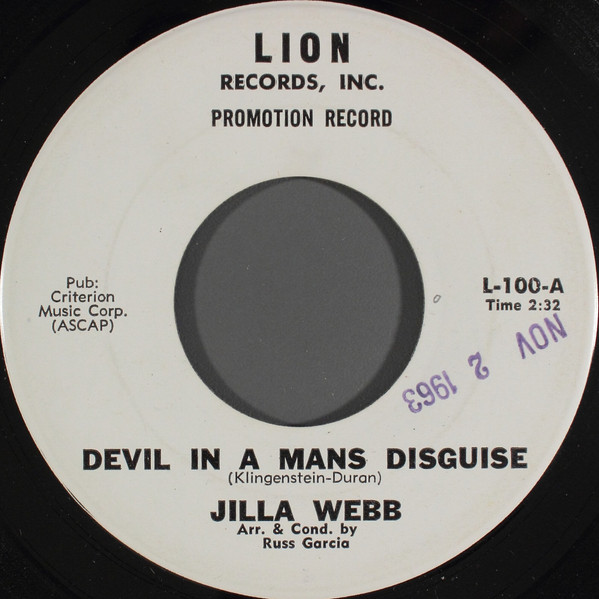 LION
RECORDS, INC.
PROMOTION RECORD
Pub:
Criterion
Music Corp.
(ASCAP)
L-100-A
Time 2:32
NOV 2 1963
DEVIL IN A MANS DISGUISE
(Klingenstein-Duran)
JILLA WEBB
Arr. & Cond. by
Russ Garcia